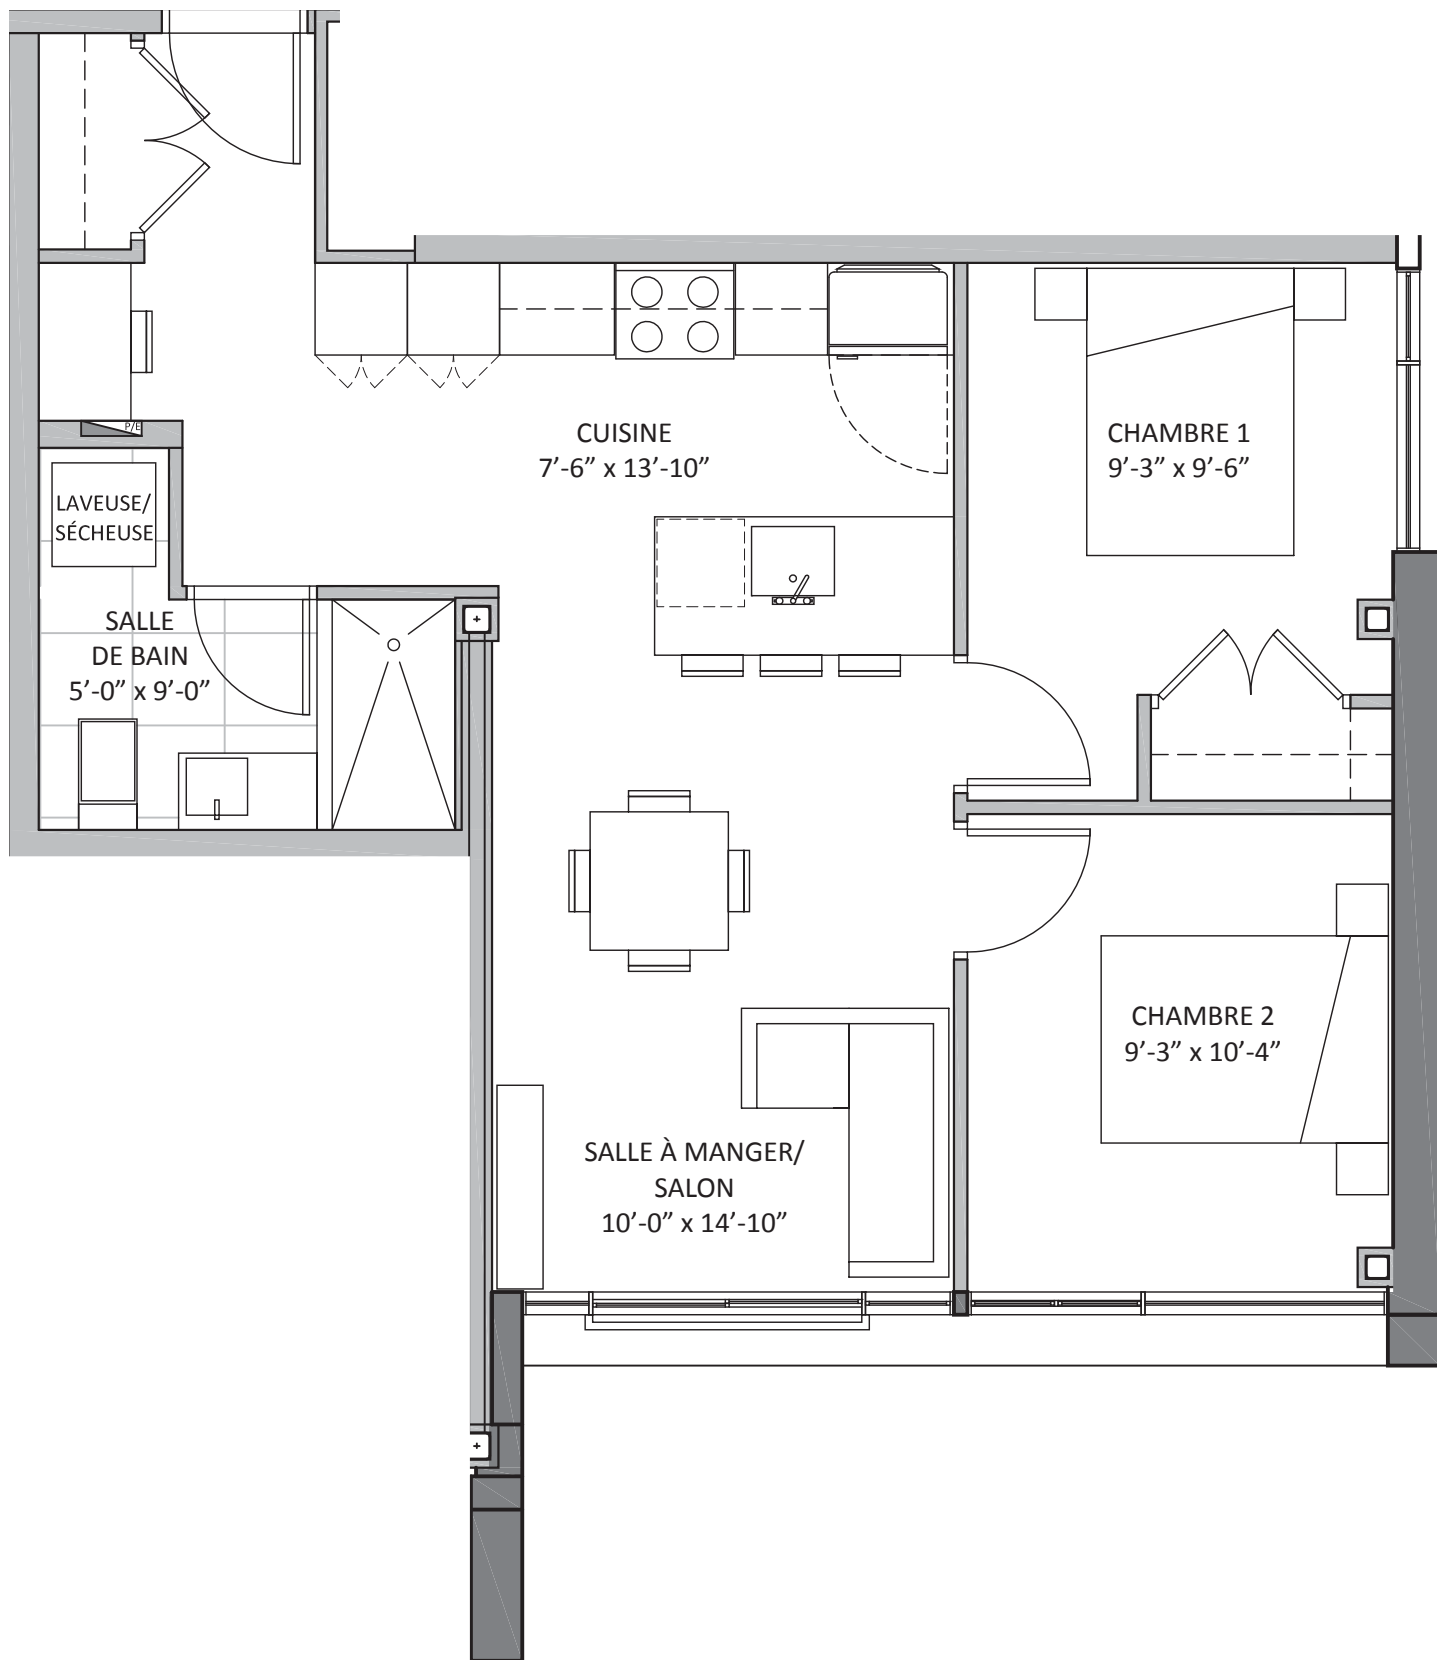 P/E
CUISINE
7’-6” x 13’-10”
CHAMBRE 1
9’-3” x 9’-6”
LAVEUSE/
SÉCHEUSE
SALLE
DE BAIN
5’-0” x 9’-0”
CHAMBRE 2
9’-3” x 10’-4”
SALLE À MANGER/
SALON
10’-0” x 14’-10”